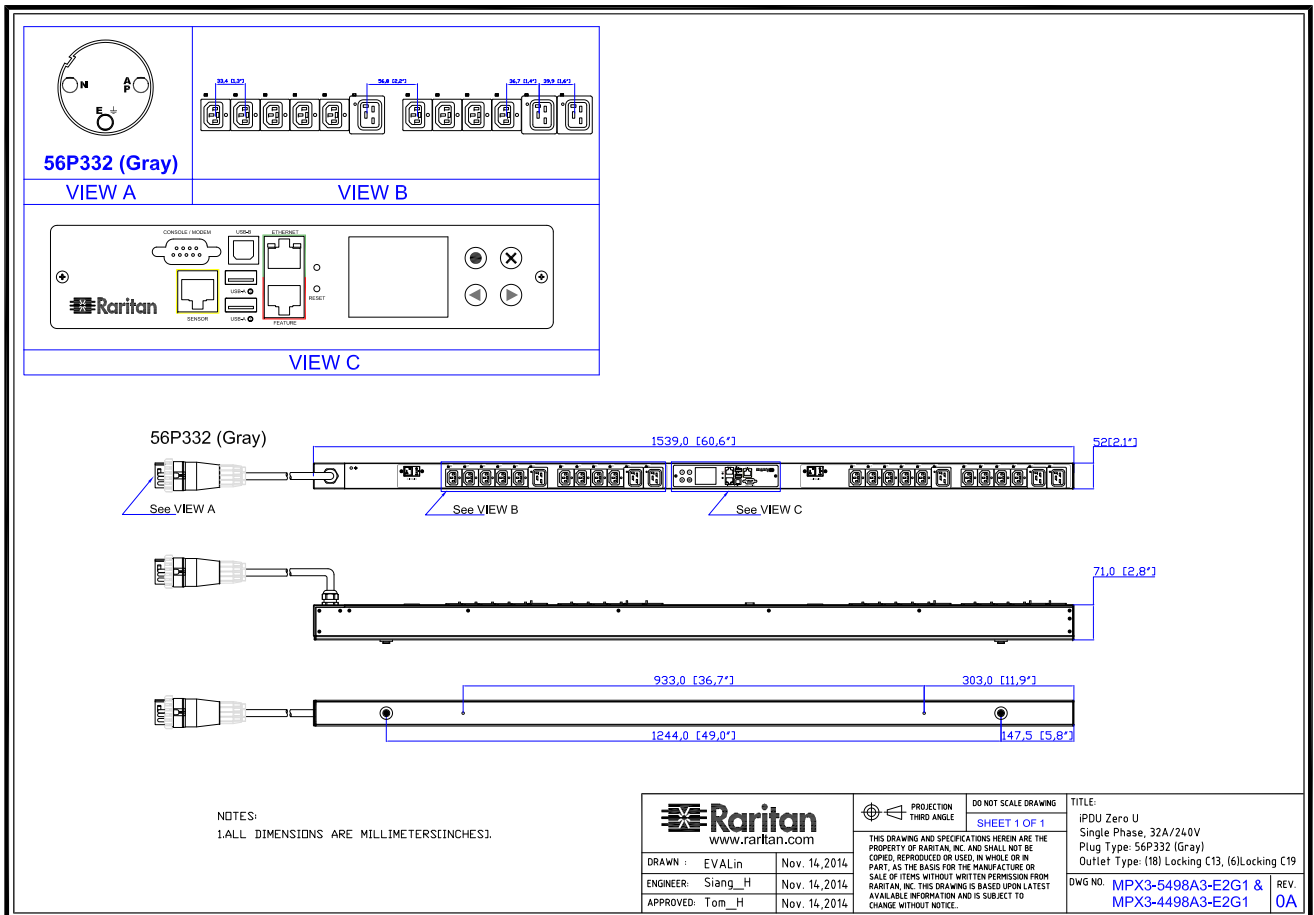 N
A
P
E
56P332 (Gray)
VIEW A
33,4 [1,3"]
56,8 [2,2"]
36,7 [1,4"]
39,9 [1,6"]
VIEW B
CONSOLE / MODEM
USB-B
ETHERNET
USB-A
RESET
Raritan
SENSOR
USB-A
FEATURE
VIEW C
56P332 (Gray)
1539,0 [60,6"]
52[2,1"]
See VIEW A
See VIEW B
See VIEW C
71,0 [2,8"]
933,0 [36,7"]
303,0 [11,9"]
1244,0 [49,0"]
147,5 [5,8"]
NOTES:
1.ALL DIMENSIONS ARE MILLIMETERS[INCHES].
Raritan
www.raritan.com
DRAWN : EVALin Nov. 14,2014
ENGINEER: Siang_H Nov. 14,2014
APPROVED: Tom_H Nov. 14,2014
PROJECTION
THIRD ANGLE
DO NOT SCALE DRAWING
SHEET 1 OF 1
THIS DRAWING AND SPECIFICATIONS HEREIN ARE THE
PROPERTY OF RARITAN, INC. AND SHALL NOT BE
COPIED, REPRODUCED OR USED, IN WHOLE OR IN
PART, AS THE BASIS FOR THE MANUFACTURE OR
SALE OF ITEMS WITHOUT WRITTEN PERMISSION FROM
RARITAN, INC. THIS DRAWING IS BASED UPON LATEST
AVAILABLE INFORMATION AND IS SUBJECT TO
CHANGE WITHOUT NOTICE..
TITLE:
iPDU Zero U
Single Phase, 32A/240V
Plug Type: 56P332 (Gray)
Outlet Type: (18) Locking C13, (6)Locking C19
DWG NO. MPX3-5498A3-E2G1 &
MPX3-4498A3-E2G1
REV.
0A